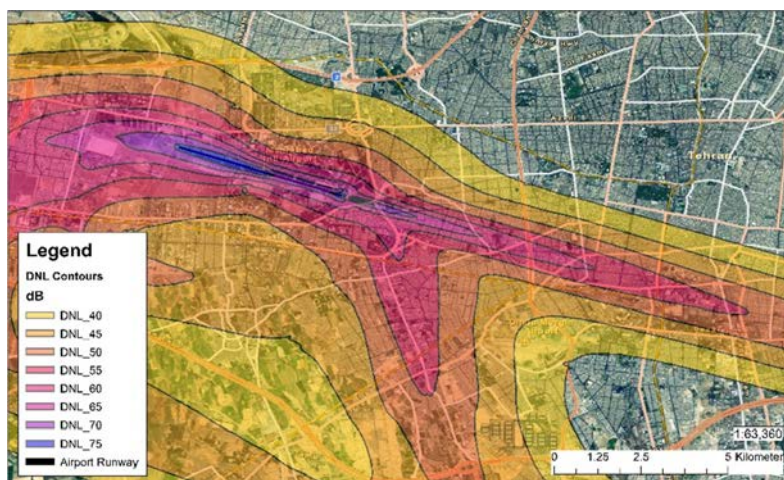 Tehran
Legend
DNL Contours
dB
DNL_40
DNL_45
DNL_50
DNL_55
DNL_60
DNL_65
DNL_70
DNL_75
Airport Runway
1:63,360
0 1.25 2.5 5 Kilometer